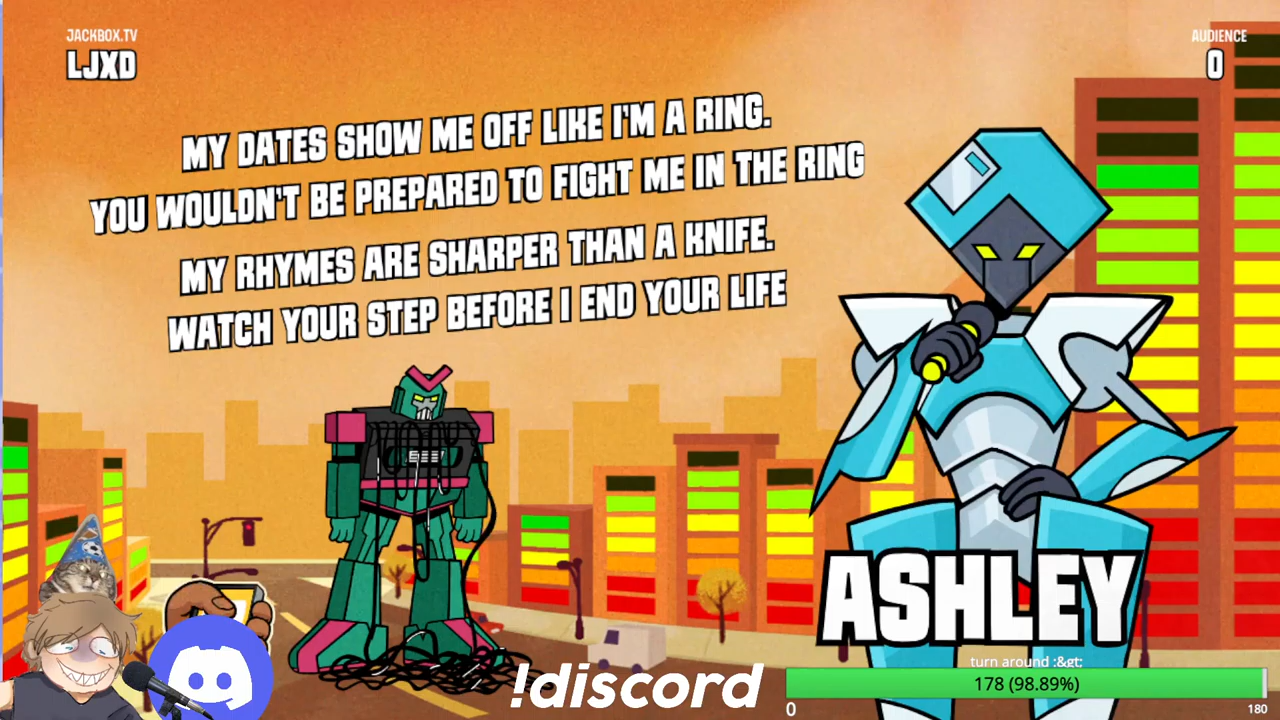 JACKBOX.TV
LJXD
AUDIENCE
0
MY DATES SHOW ME OFF LIKE I'M A RING.
YOU WOULDN'T BE PREPARED TO FIGHT ME IN THE RING
MY RHYMES ARE SHARPER THAN A KNIFE.
WATCH YOUR STEP BEFORE I END YOUR LIFE
ASHLEY
!discord
turn around :&gt;
178 (98.89%)
0
180